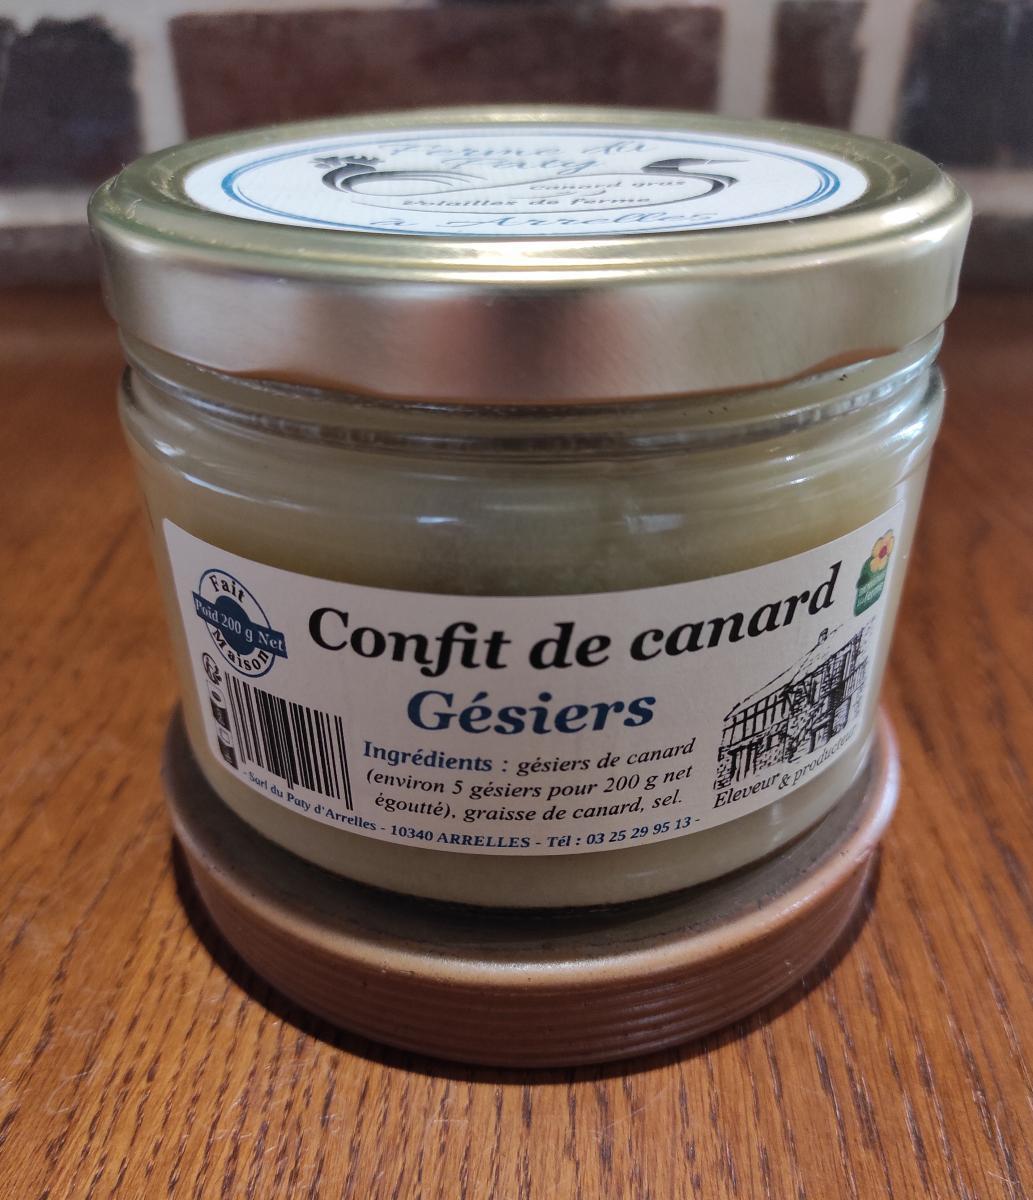 Ferme du
Paty
canard gras
Volailles de ferme
à Arrelles
Fait
Poid 200 g Net
Maison
Confit de canard
Gésiers
Ingrédients : gésiers de canard
(environ 5 gésiers pour 200 g net
égoutté), graisse de canard, sel.
Eleveur & producteur
- Sarl du Paty d'Arrelles - 10340 ARRELLES - Tél : 03 25 29 95 13 -